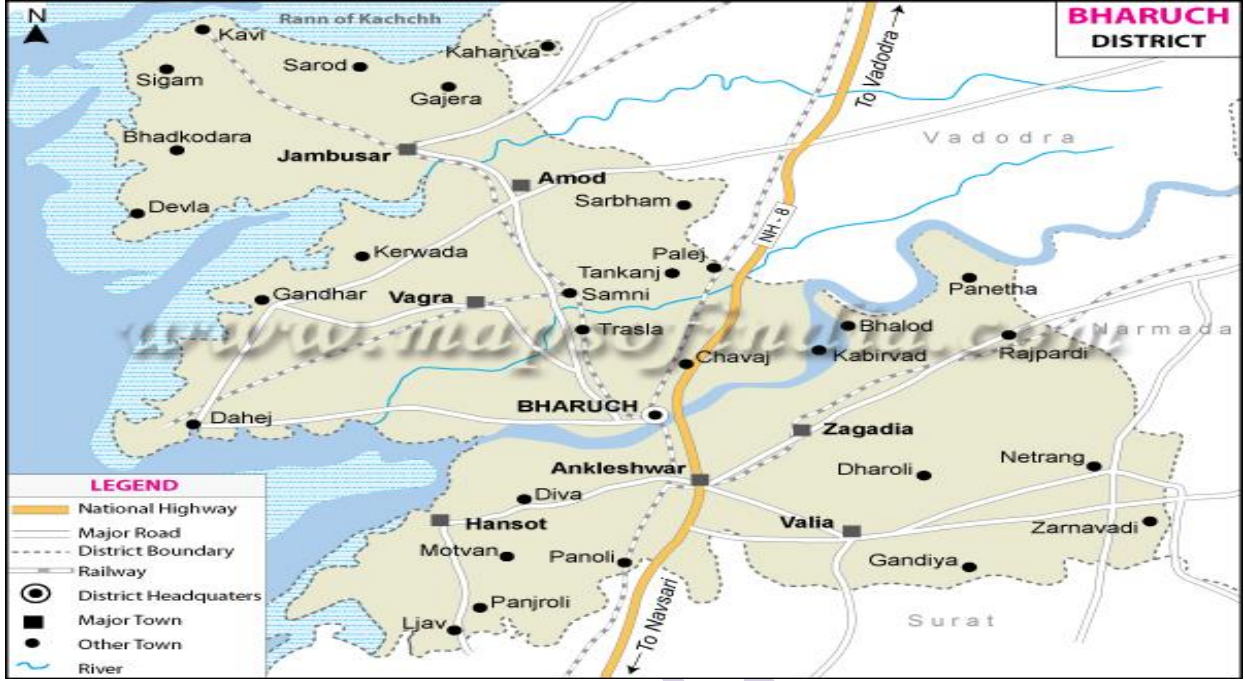 N
Rann of Kachchh
BHARUCH
DISTRICT
Kavi
Kahanva
Sigam
Sarod
Gajera
To Vadodra
Bhadkodara
Jambusar
Vadodra
Amod
Devla
Sarbham
NH - 8
Kerwada
Palej
Tankanj
Panetha
Gandhar
Vagra
Samni
www.mapsofindia.com
Trasla
Bhalod
Narmada
Chavaj
Kabirvad
Rajpardi
BHARUCH
Dahej
Zagadia
Ankleshwar
Dharoli
Netrang
LEGEND
National Highway
Major Road
District Boundary
Railway
District Headquaters
Major Town
Other Town
River
Diva
Hansot
Valia
Zarnavadi
Motvan
Panoli
Gandiya
Panjroli
Ljav
To Navsari
Surat